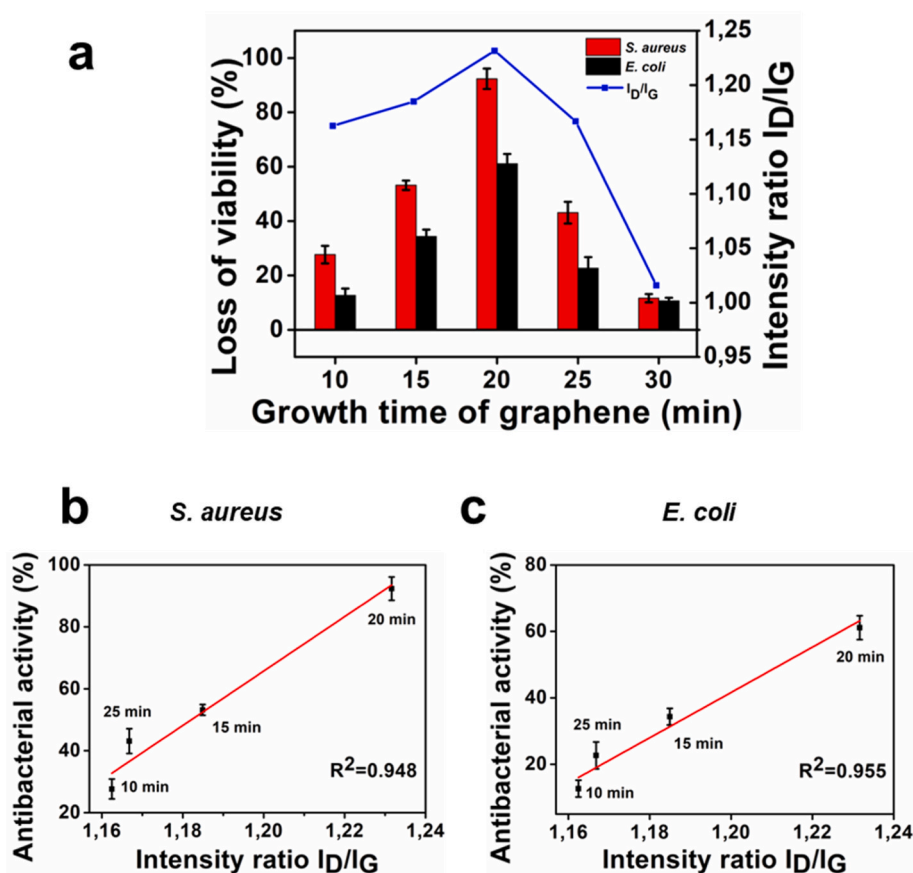 a
Loss of viability (%)
100
80
60
40
20
0
10 15 20 25 30
Growth time of graphene (min)
S. aureus
E. coli
ID/IG
1,25
1,20
1,15
1,10
1,05
1,00
0,95
Intensity ratio ID/IG
b
S. aureus
Antibacterial activity (%)
100
80
60
40
20
20 min
25 min
15 min
10 min
R2=0.948
1,16 1,18 1,20 1,22 1,24
Intensity ratio ID/IG
c
E. coli
Antibacterial activity (%)
80
60
40
20
20 min
25 min
15 min
10 min
R2=0.955
1,16 1,18 1,20 1,22 1,24
Intensity ratio ID/IG